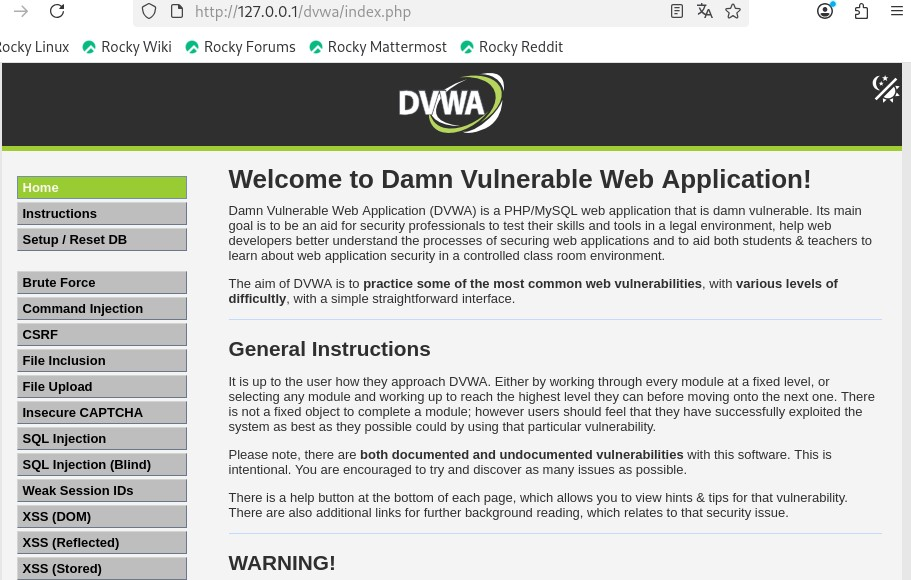 http://127.0.0.1/dvwa/index.php
ocky Linux Rocky Wiki Rocky Forums Rocky Mattermost Rocky Reddit
DVWA
Home
Instructions
Setup / Reset DB
Brute Force
Command Injection
CSRF
File Inclusion
File Upload
Insecure CAPTCHA
SQL Injection
SQL Injection (Blind)
Weak Session IDs
XSS (DOM)
XSS (Reflected)
XSS (Stored)
Welcome to Damn Vulnerable Web Application!
Damn Vulnerable Web Application (DVWA) is a PHP/MySQL web application that is damn vulnerable. Its main
goal is to be an aid for security professionals to test their skills and tools in a legal environment, help web
developers better understand the processes of securing web applications and to aid both students & teachers to
learn about web application security in a controlled class room environment.
The aim of DVWA is to practice some of the most common web vulnerabilities, with various levels of
difficultly, with a simple straightforward interface.
General Instructions
It is up to the user how they approach DVWA. Either by working through every module at a fixed level, or
selecting any module and working up to reach the highest level they can before moving onto the next one. There
is not a fixed object to complete a module; however users should feel that they have successfully exploited the
system as best as they possible could by using that particular vulnerability.
Please note, there are both documented and undocumented vulnerabilities with this software. This is
intentional. You are encouraged to try and discover as many issues as possible.
There is a help button at the bottom of each page, which allows you to view hints & tips for that vulnerability.
There are also additional links for further background reading, which relates to that security issue.
WARNING!